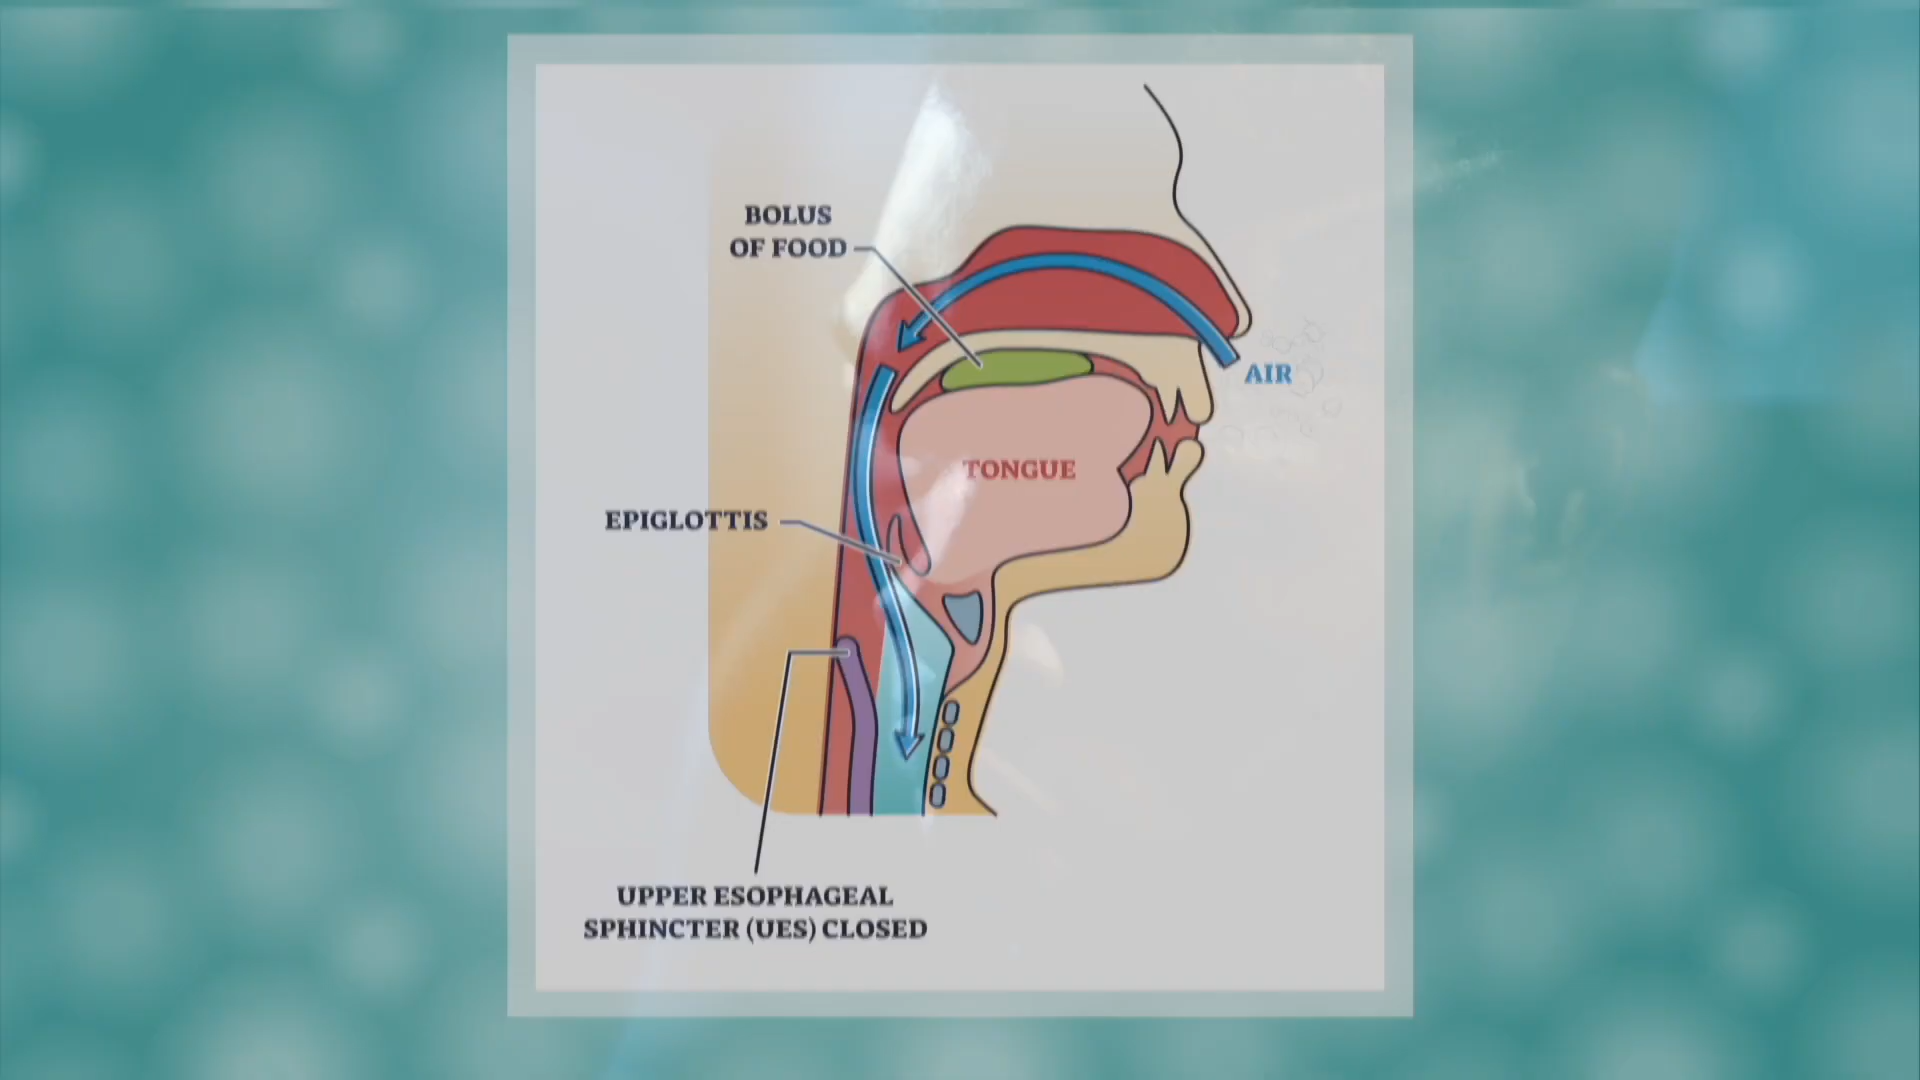 BOLUS
OF FOOD
AIR
TONGUE
EPIGLOTTIS
UPPER ESOPHAGEAL
SPHINCTER (UES) CLOSED